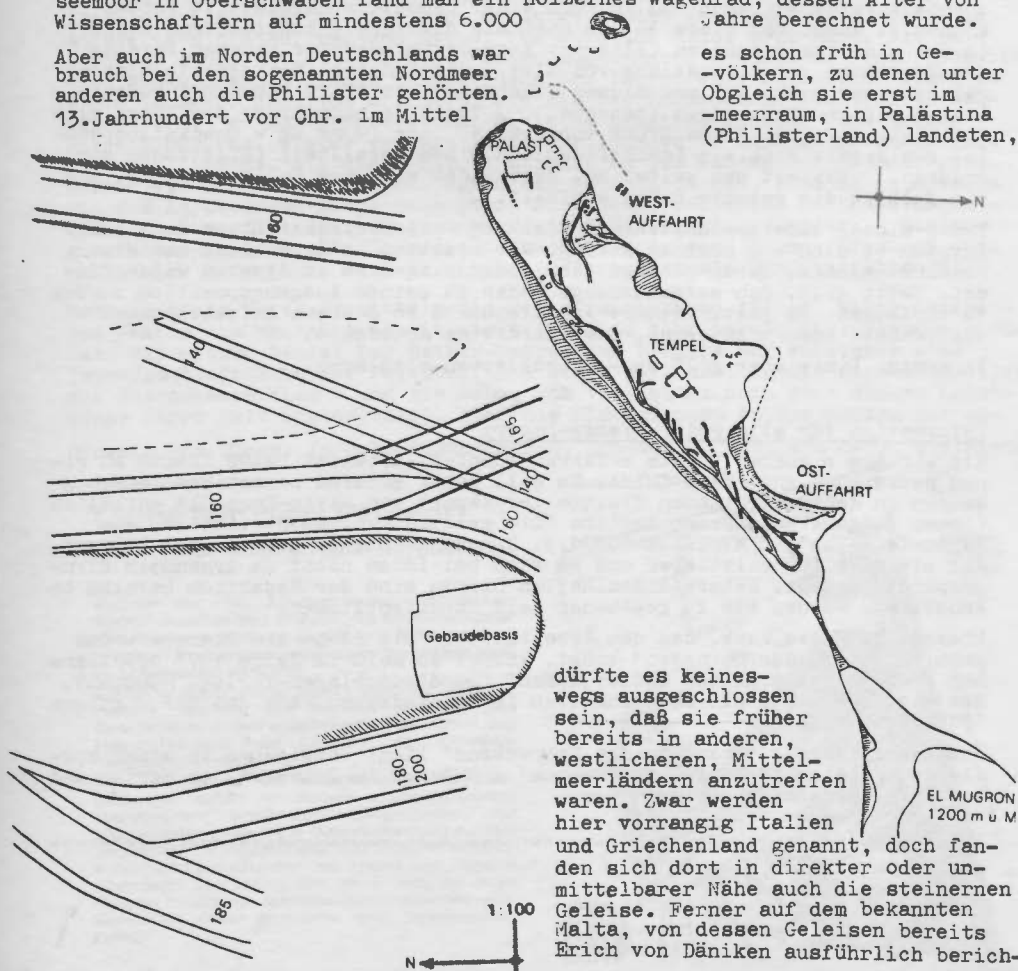 seemoor in Oberschwaben fand man ein hölzernes Wagenrad, dessen Alter von
Wissenschaftlern auf mindestens 6.000 Jahre berechnet wurde.
Aber auch im Norden Deutschlands war es schon früh in Ge-
brauch bei den sogenannten Nordmeer -völkern, zu denen unter
anderen auch die Philister gehörten. Obgleich sie erst im
13.Jahrhundert vor Chr. im Mittel -meerraum, in Palästina
(Philisterland) landeten,
PALAST
WEST-
AUFFAHRT
N
TEMPEL
OST-
AUFFAHRT
160
140
165
140
160
160
Gebäudebasis
180-
200
185
1:100
N
EL MUGRON
1200 m ü M
dürfte es keines-
wegs ausgeschlossen
sein, daß sie früher
bereits in anderen,
westlicheren, Mittel-
meerländern anzutreffen
waren. Zwar werden
hier vorrangig Italien
und Griechenland genannt, doch fan-
den sich dort in direkter oder un-
mittelbarer Nähe auch die steinernen
Geleise. Ferner auf dem bekannten
Malta, von dessen Geleisen bereits
Erich von Däniken ausführlich berich-